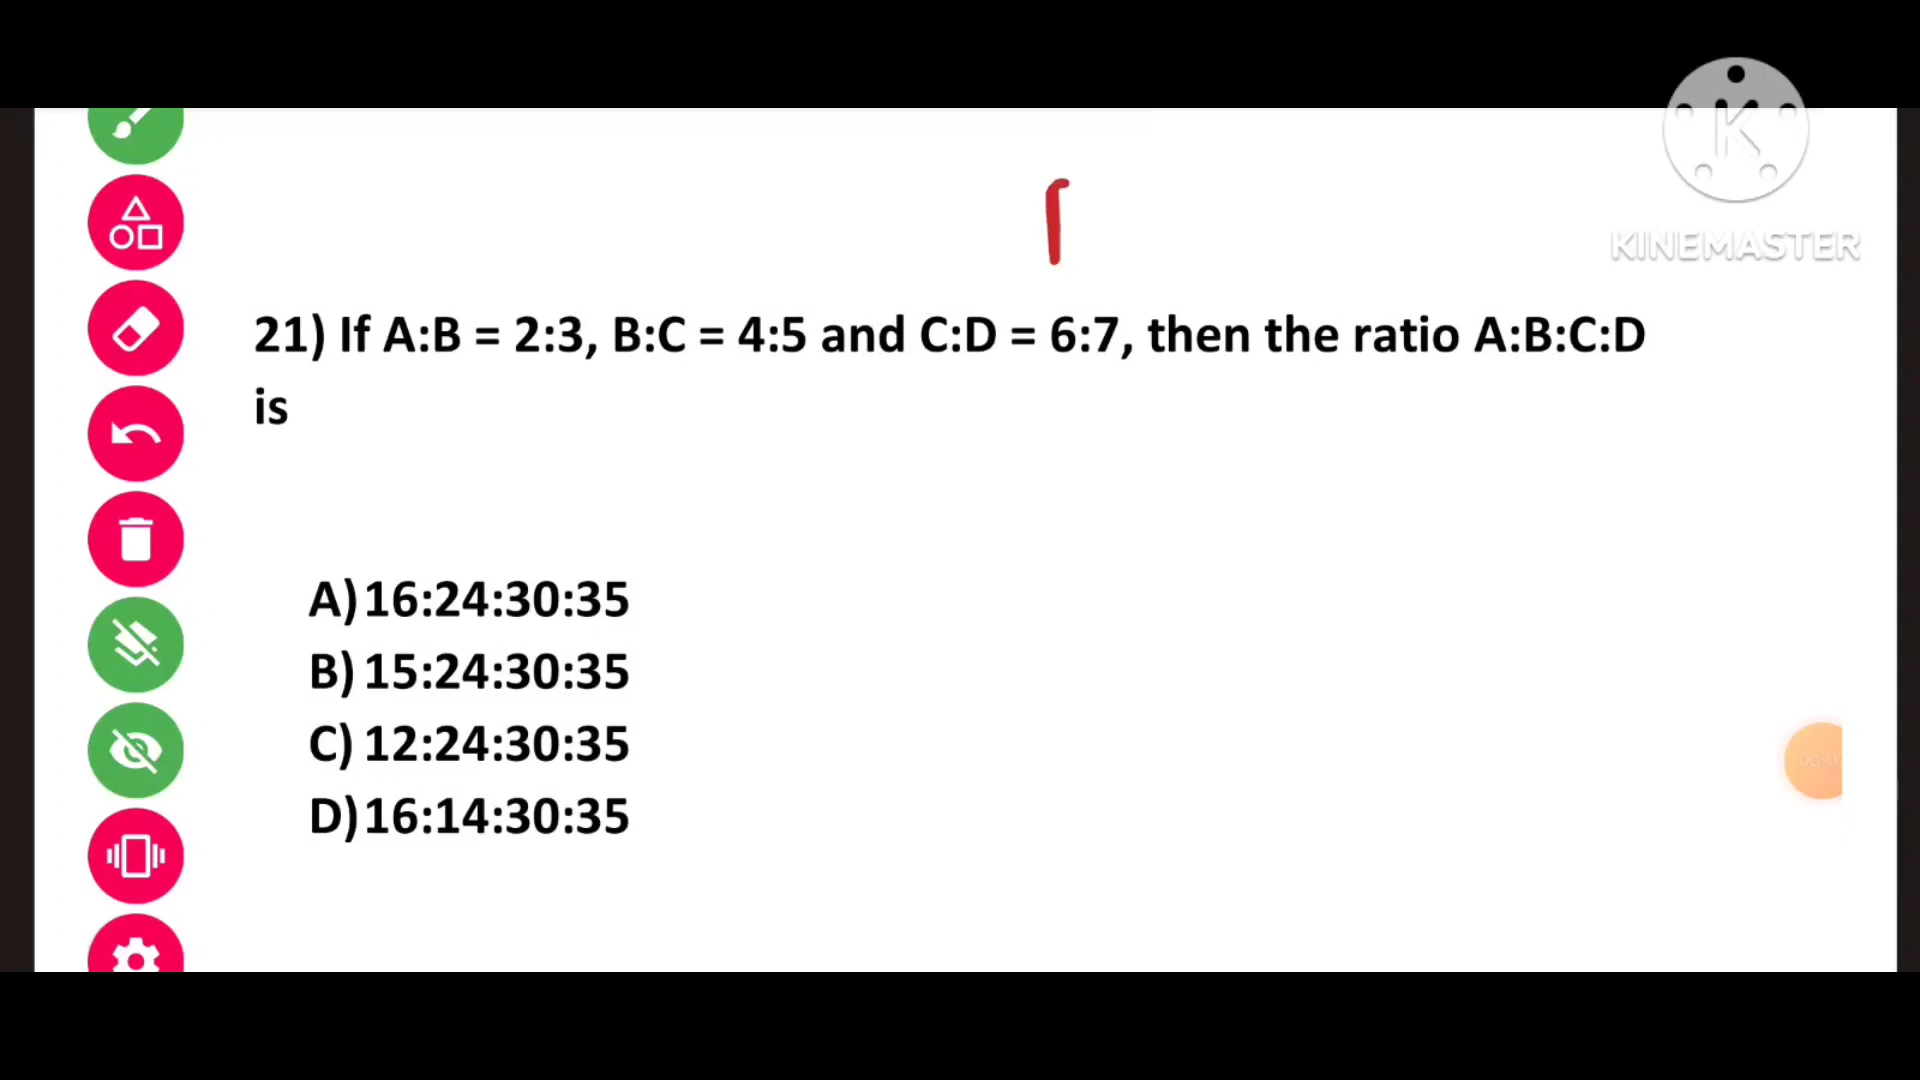 KINEMASTER
21) If A:B = 2:3, B:C = 4:5 and C:D = 6:7, then the ratio A:B:C:D
is
A) 16:24:30:35
B) 15:24:30:35
C) 12:24:30:35
D) 16:14:30:35